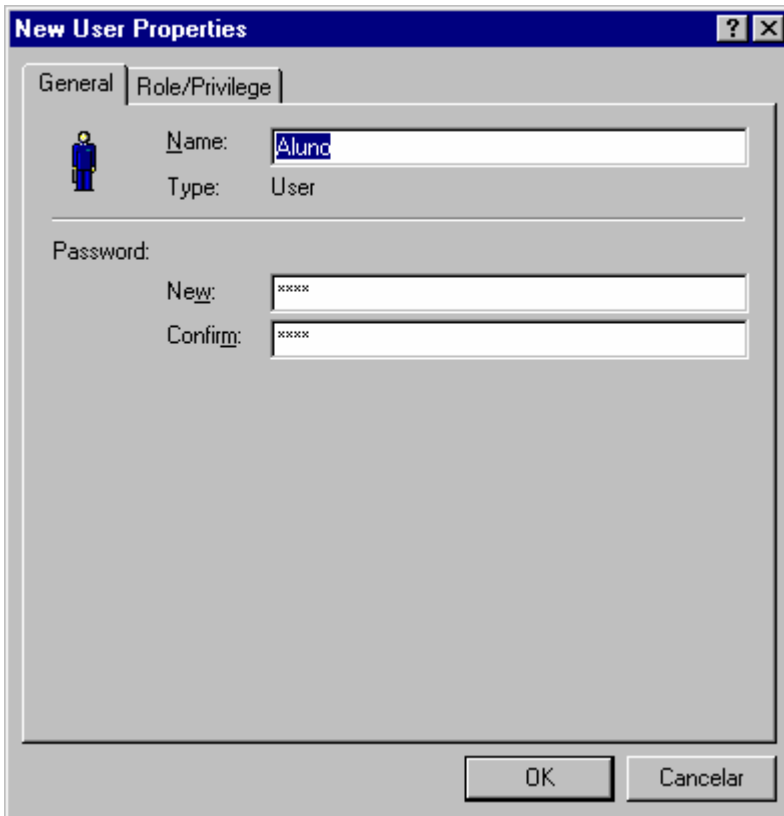 New User Properties
General Role/Privilege
Name: Aluno
Type: User
Password:
New: ****
Confirm: ****
OK Cancelar